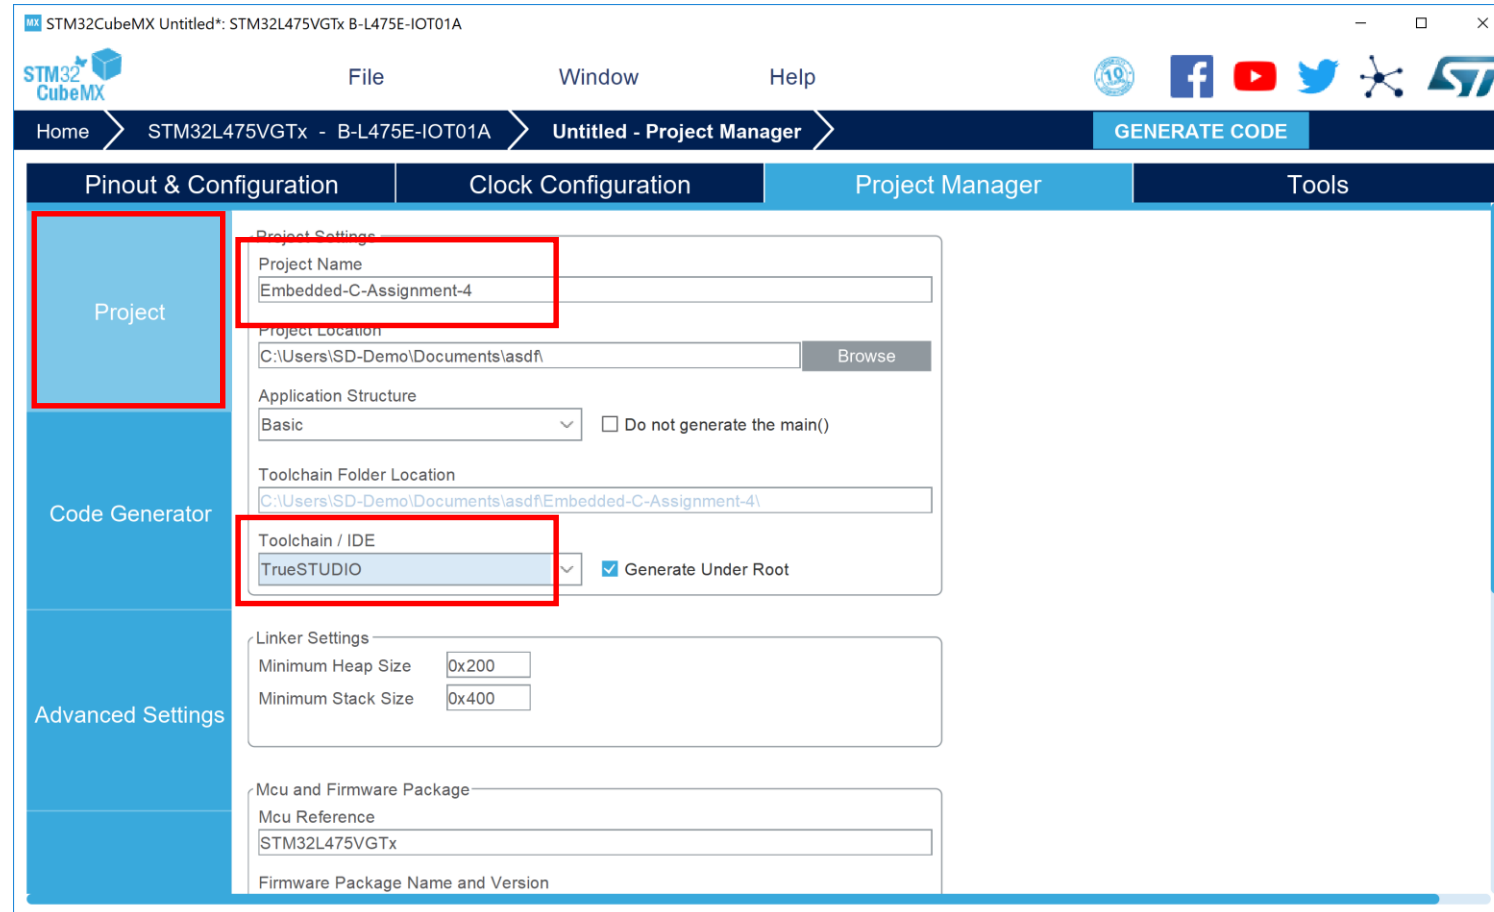 MX STM32CubeMX Untitled*: STM32L475VGTx B-L475E-IOT01A
STM32
CubeMX
File Window Help
10
Home STM32L475VGTx - B-L475E-IOT01A Untitled - Project Manager GENERATE CODE
Pinout & Configuration Clock Configuration Project Manager Tools
Project
Code Generator
Advanced Settings
Project Settings
Project Name
Embedded-C-Assignment-4
Project Location
C:\Users\SD-Demo\Documents\asdf\ Browse
Application Structure
Basic Do not generate the main()
Toolchain Folder Location
C:\Users\SD-Demo\Documents\asdf\Embedded-C-Assignment-4\
Toolchain / IDE
TrueSTUDIO Generate Under Root
Linker Settings
Minimum Heap Size 0x200
Minimum Stack Size 0x400
Mcu and Firmware Package
Mcu Reference
STM32L475VGTx
Firmware Package Name and Version